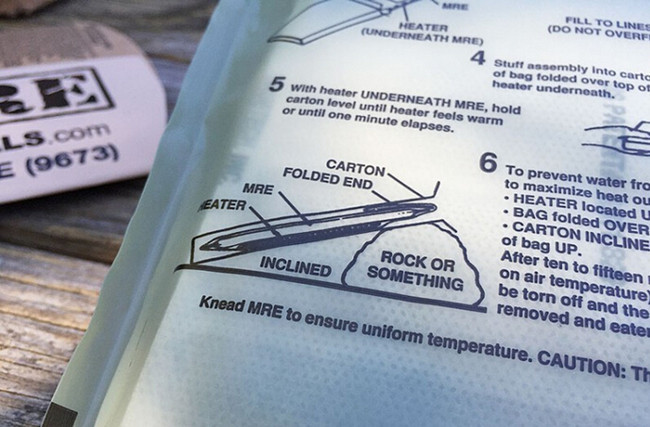 MRE
HEATER
(UNDERNEATH MRE)
FILL TO LINES
(DO NOT OVERF
4 Stuff assembly into carto
of bag folded over top of
heater underneath.
5 With heater UNDERNEATH MRE, hold
carton level until heater feels warm
or until one minute elapses.
CARTON
FOLDED END
MRE
EATER
INCLINED
ROCK OR
SOMETHING
6 To prevent water fro
to maximize heat ou
• HEATER located U
• BAG folded OVER
• CARTON INCLINE
of bag UP.
After ten to fifteen
on air temperature)
be torn off and the
removed and eaten
Knead MRE to ensure uniform temperature. CAUTION: Th
RE
LS.com
E (9673)